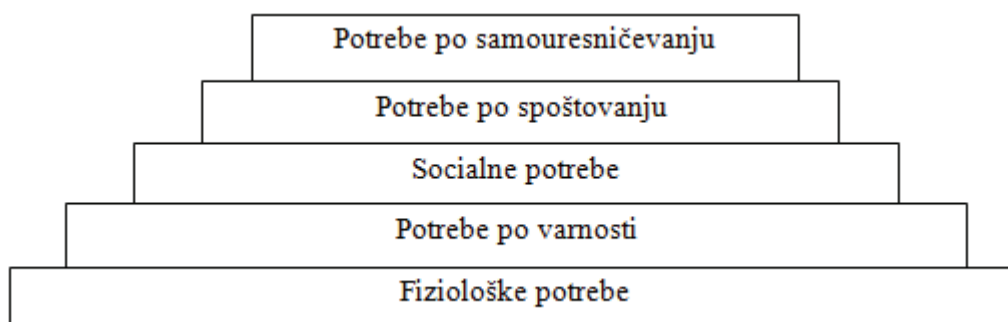 Potrebe po samouresničevanju
Potrebe po spoštovanju
Socialne potrebe
Potrebe po varnosti
Fiziološke potrebe